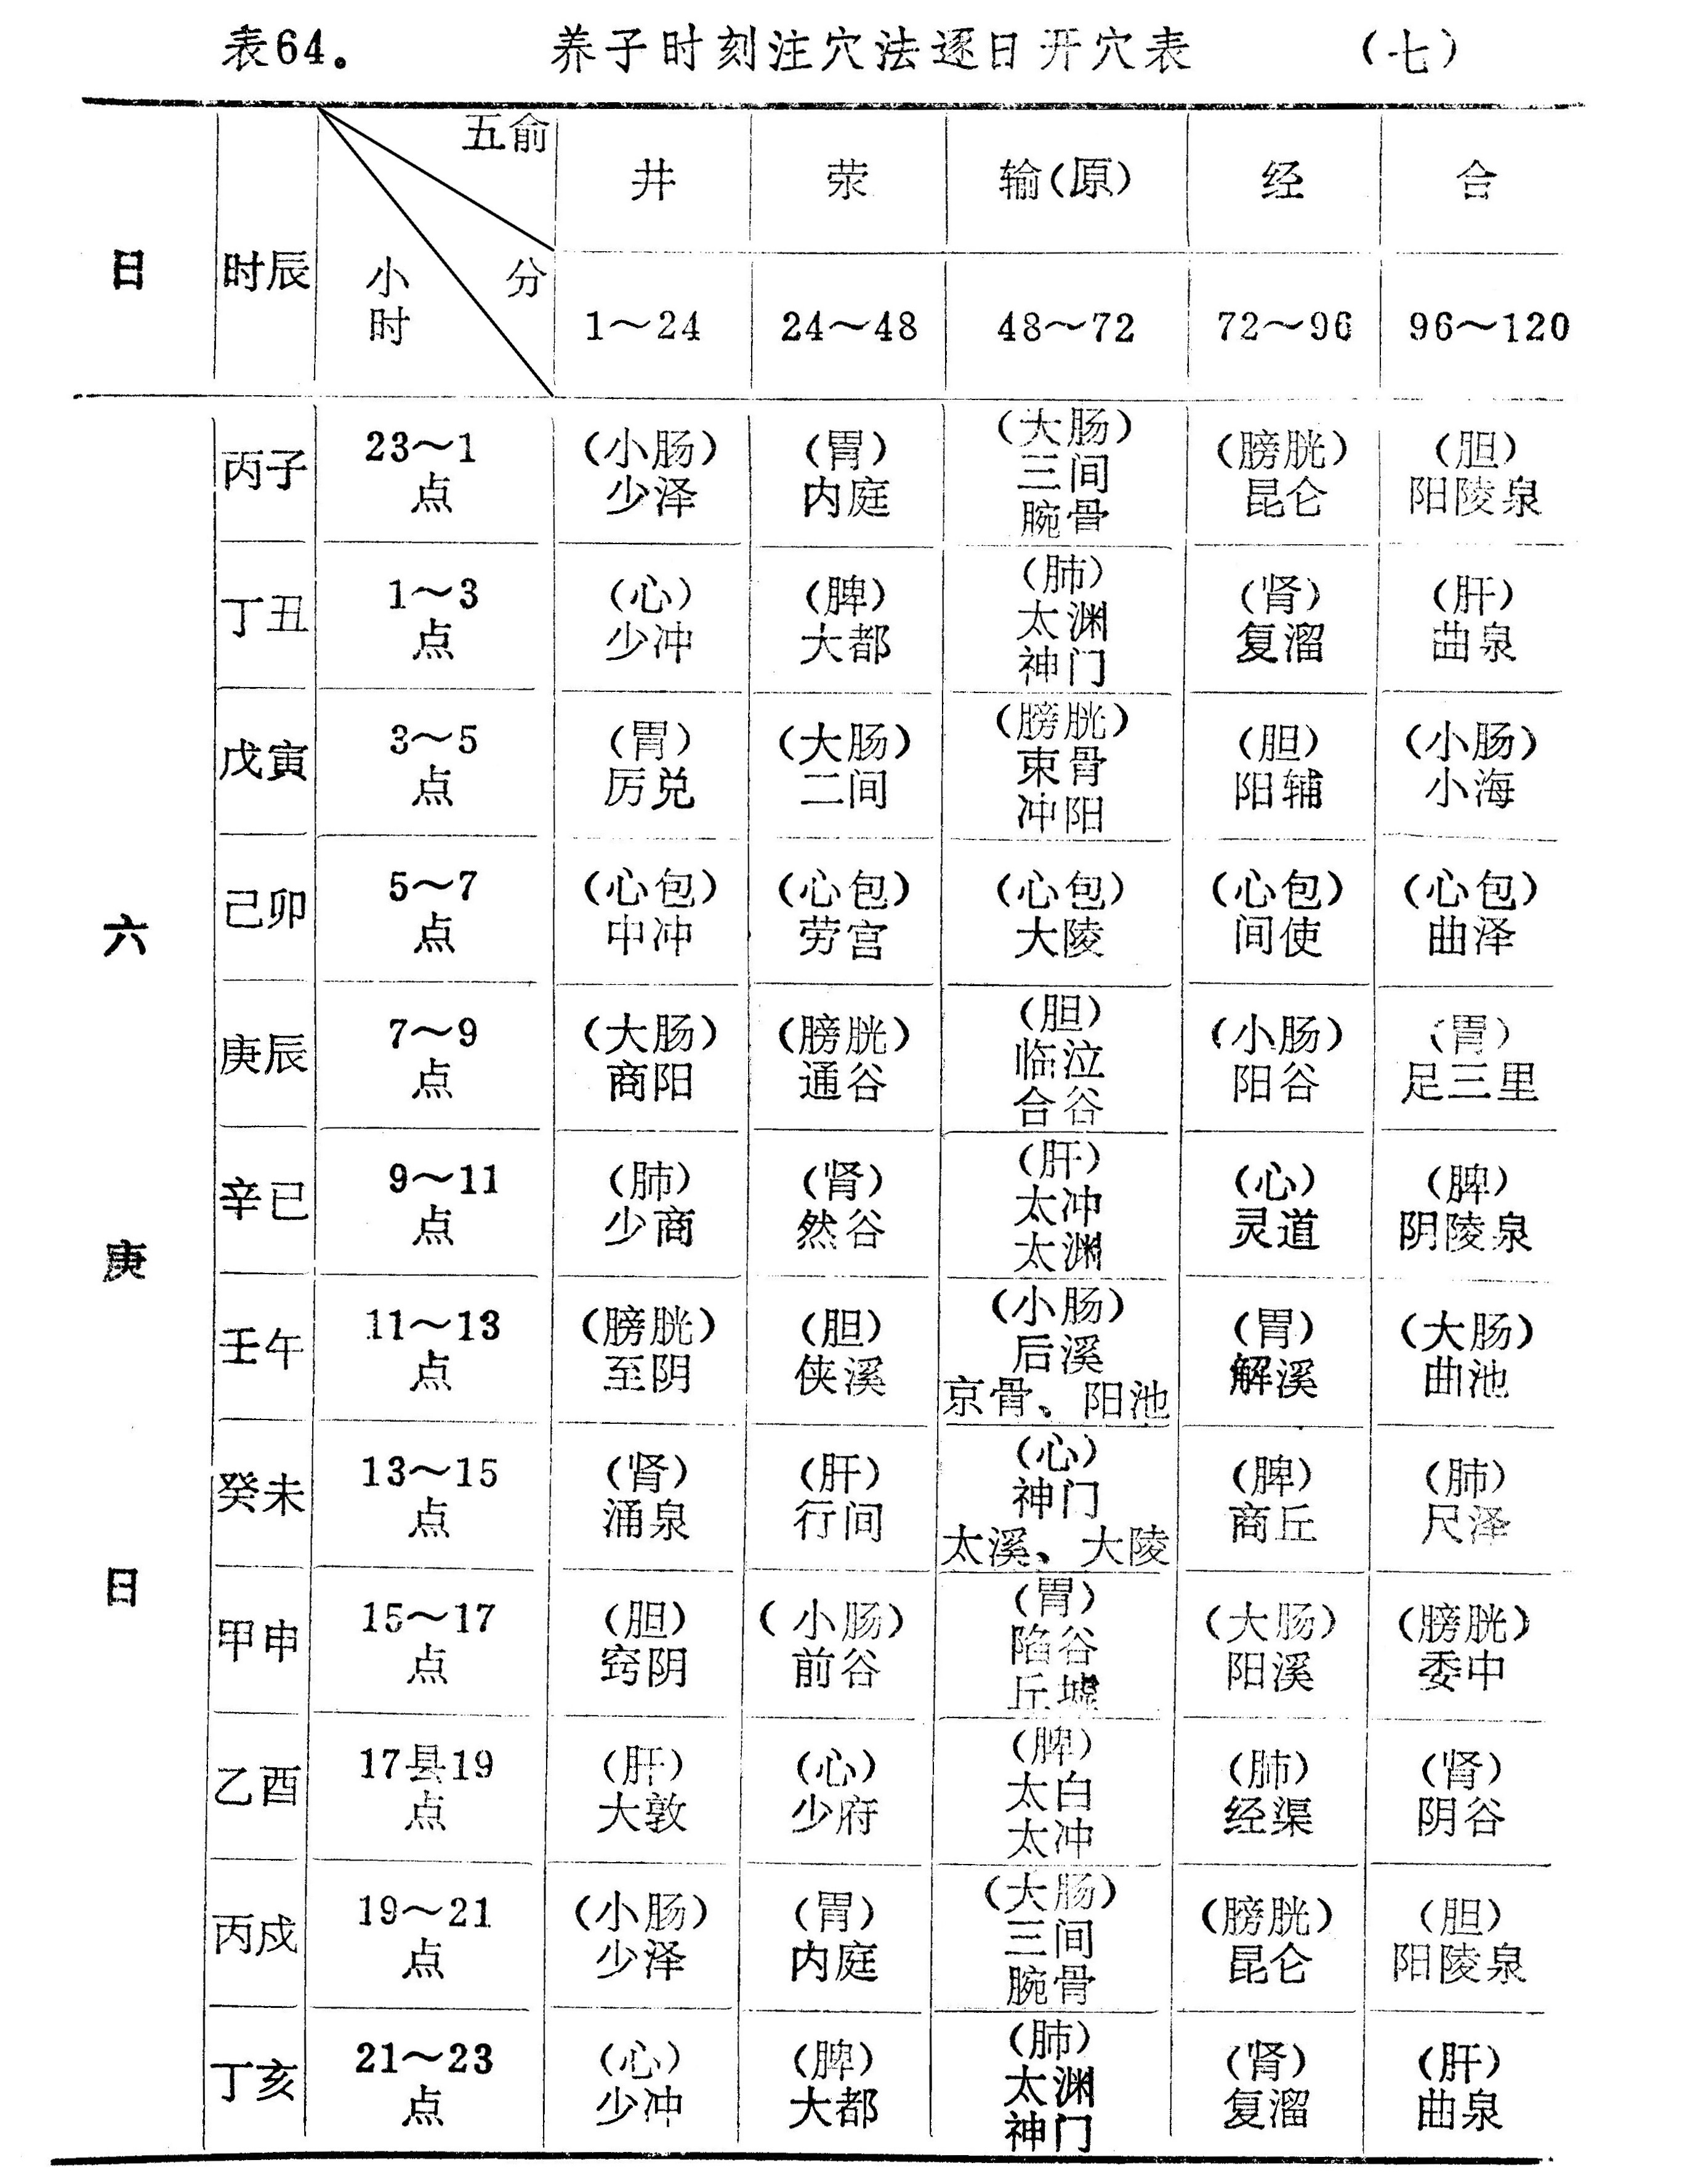 表64。 养子时刻注穴法逐日开穴表 (七)
日 时辰 小时 分 五俞 井 荥 输(原) 经 合
1～24 24～48 48～72 72～96 96～120
六庚日
丙子 23～1点 (小肠)少泽 (胃)内庭 (大肠)三间 腕骨 (膀胱)昆仑 (胆)阳陵泉
丁丑 1～3点 (心)少冲 (脾)大都 (肺)太渊 神门 (肾)复溜 (肝)曲泉
戊寅 3～5点 (胃)厉兑 (大肠)二间 (膀胱)束骨 冲阳 (胆)阳辅 (小肠)小海
己卯 5～7点 (心包)中冲 (心包)劳宫 (心包)大陵 (心包)间使 (心包)曲泽
庚辰 7～9点 (大肠)商阳 (膀胱)通谷 (胆)临泣 合谷 (小肠)阳谷 (胃)足三里
辛巳 9～11点 (肺)少商 (肾)然谷 (肝)太冲 太渊 (心)灵道 (脾)阴陵泉
壬午 11～13点 (膀胱)至阴 (胆)侠溪 (小肠)后溪 京骨、阳池 (胃)解溪 (大肠)曲池
癸未 13～15点 (肾)涌泉 (肝)行间 (心)神门 太溪、大陵 (脾)商丘 (肺)尺泽
甲申 15～17点 (胆)窍阴 (小肠)前谷 (胃)陷谷 丘墟 (大肠)阳溪 (膀胱)委中
乙酉 17县19点 (肝)大敦 (心)少府 (脾)太白 太冲 (肺)经渠 (肾)阴谷
丙戍 19～21点 (小肠)少泽 (胃)内庭 (大肠)三间 腕骨 (膀胱)昆仑 (胆)阳陵泉
丁亥 21～23点 (心)少冲 (脾)大都 (肺)太渊 神门 (肾)复溜 (肝)曲泉